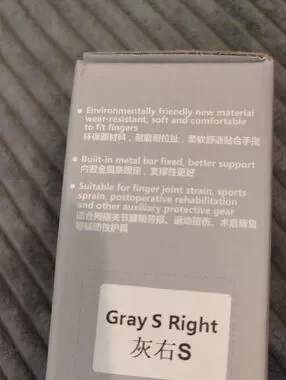 Environmentally friendly new material
wear-resistant, soft and comfortable
to fit fingers
环保新材料，耐磨耐拉扯，柔软舒适贴合手指
Built-in metal bar fixed, better support
内置金属条固定，支撑性更好
Suitable for finger joint strain, sports
sprain, postoperative rehabilitation
and other auxiliary protective gear
适合网指关节腱鞘劳损、运动扭伤、术后康复
等辅助性护具
Gray S Right
灰右S